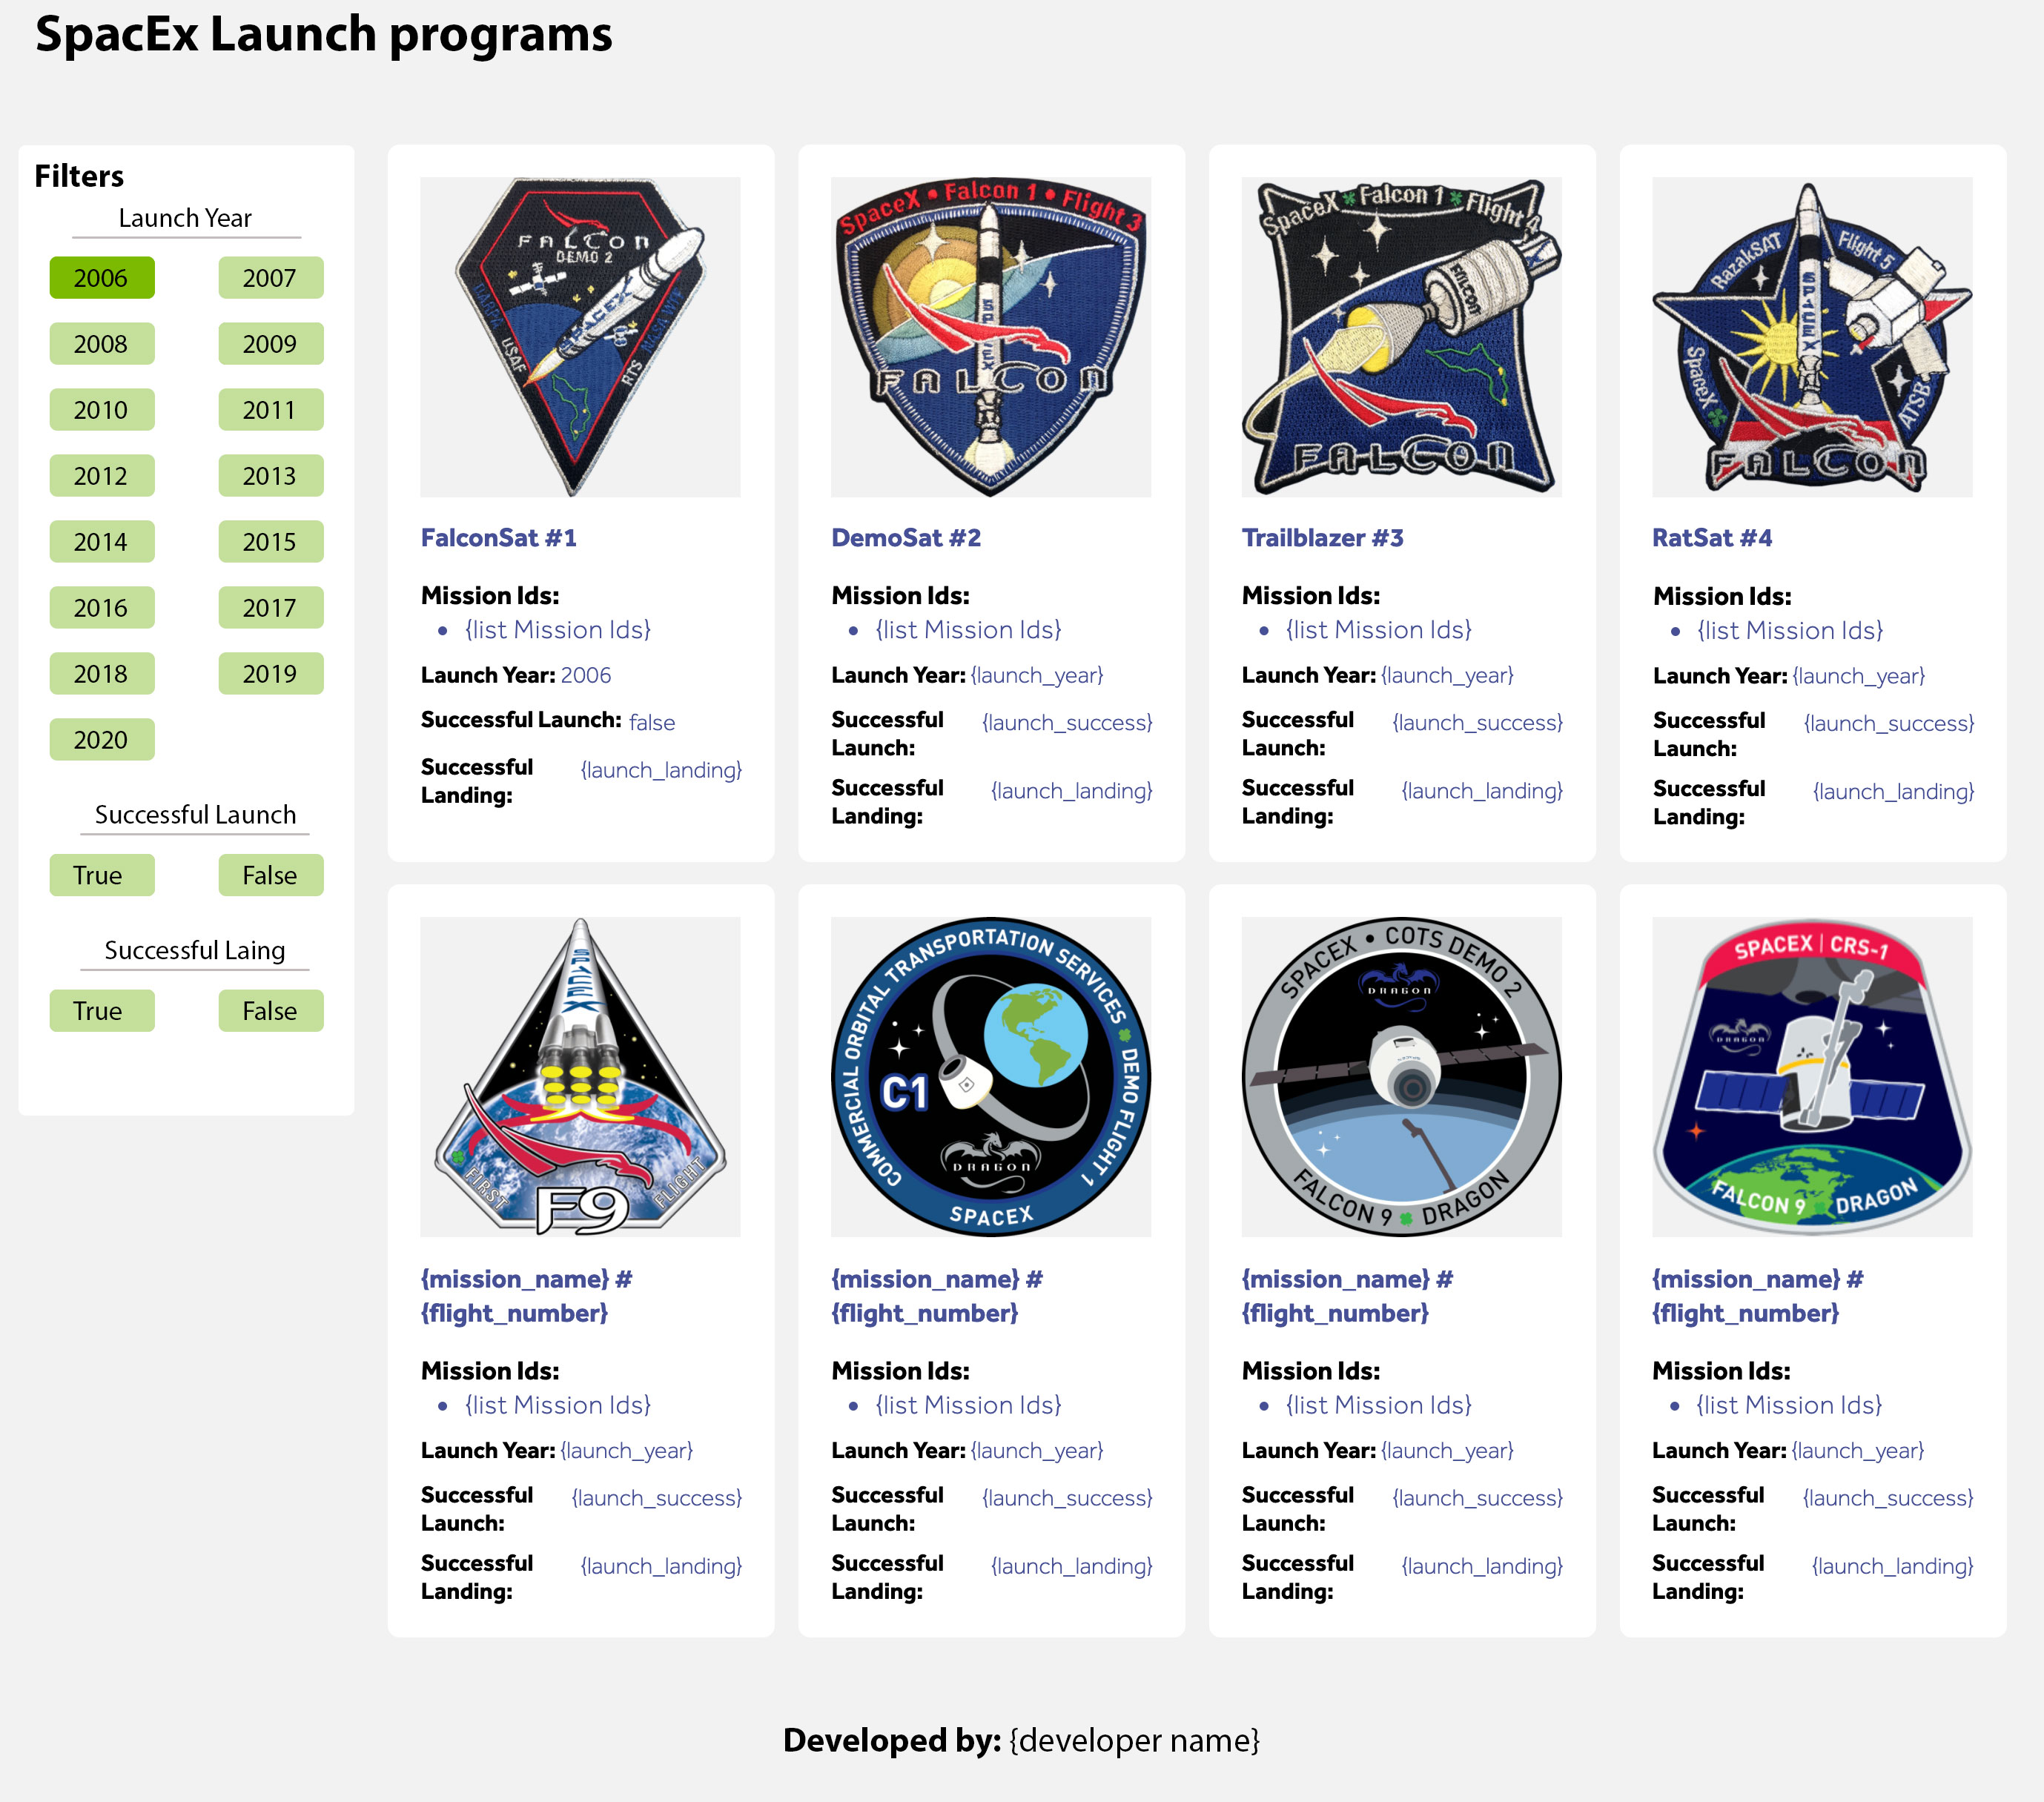 SpacEx Launch programs
Filters
Launch Year
2006 2007
2008 2009
2010 2011
2012 2013
2014 2015
2016 2017
2018 2019
2020
Successful Launch
True False
Successful Laing
True False
FALCON
DEMO 2
DARPA USAF
SPACEX
RTS NASA WFF
FalconSat #1
Mission Ids:
• {list Mission Ids}
Launch Year: 2006
Successful Launch: false
Successful {launch_landing}
Landing:
SpaceX • Falcon 1 • Flight 3
FALCON
DemoSat #2
Mission Ids:
• {list Mission Ids}
Launch Year: {launch_year}
Successful {launch_success}
Launch:
Successful {launch_landing}
Landing:
SpaceX Falcon 1 Flight 4
FALCON
FALCON
Trailblazer #3
Mission Ids:
• {list Mission Ids}
Launch Year: {launch_year}
Successful {launch_success}
Launch:
Successful {launch_landing}
Landing:
RazakSAT Flight 5
SPACEX
SpaceX ATSB
FALCON
RatSat #4
Mission Ids:
• {list Mission Ids}
Launch Year: {launch_year}
Successful {launch_success}
Launch:
Successful {launch_landing}
Landing:
SPACEX
FIRST F9 FLIGHT
{mission_name} #
{flight_number}
Mission Ids:
• {list Mission Ids}
Launch Year: {launch_year}
Successful {launch_success}
Launch:
Successful {launch_landing}
Landing:
COMMERCIAL ORBITAL TRANSPORTATION SERVICES DEMO FLIGHT 1
C1
DRAGON
SPACEX
{mission_name} #
{flight_number}
Mission Ids:
• {list Mission Ids}
Launch Year: {launch_year}
Successful {launch_success}
Launch:
Successful {launch_landing}
Landing:
SPACEX • COTS DEMO 2
DRAGON
FALCON 9 DRAGON
{mission_name} #
{flight_number}
Mission Ids:
• {list Mission Ids}
Launch Year: {launch_year}
Successful {launch_success}
Launch:
Successful {launch_landing}
Landing:
SPACEX | CRS-1
DRAGON
FALCON 9 DRAGON
{mission_name} #
{flight_number}
Mission Ids:
• {list Mission Ids}
Launch Year: {launch_year}
Successful {launch_success}
Launch:
Successful {launch_landing}
Landing:
Developed by: {developer name}